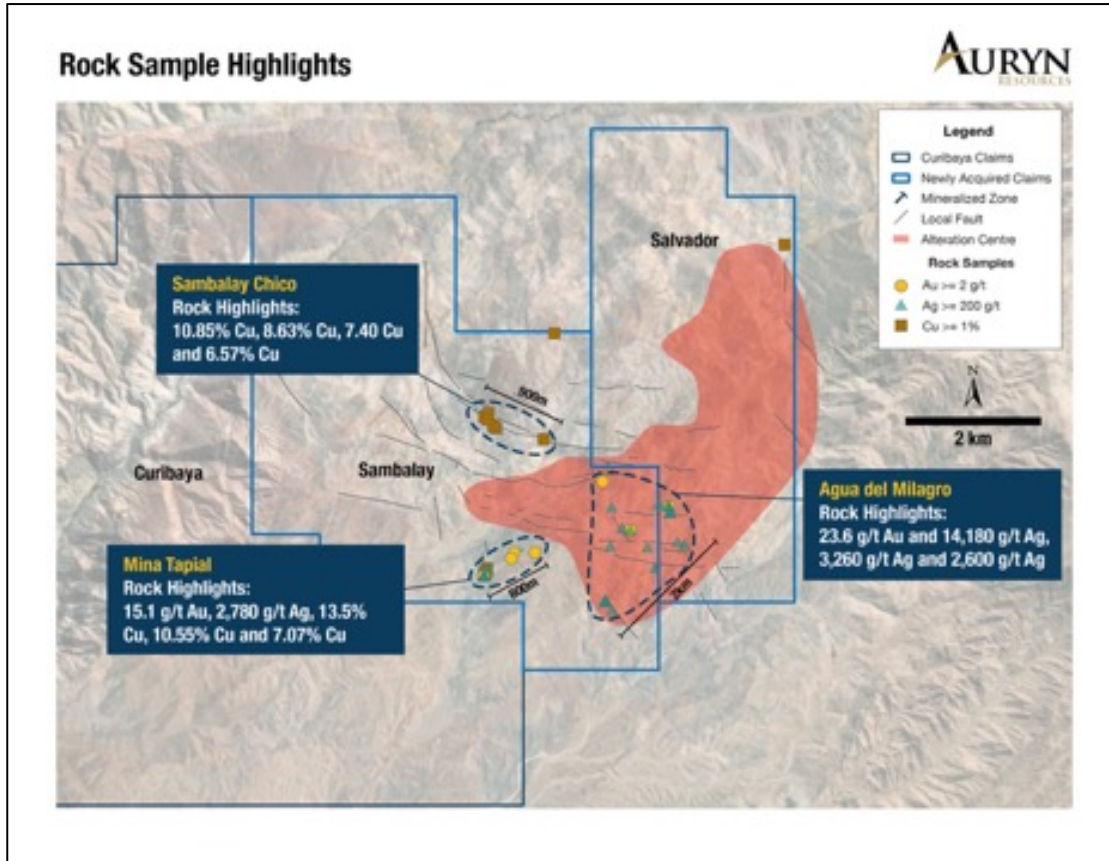 Rock Sample Highlights
AURYN
RESOURCES
Legend
Curibaya Claims
Newly Acquired Claims
Mineralized Zone
Local Fault
Alteration Centre
Rock Samples
Au >= 2 g/t
Ag >= 200 g/t
Cu >= 1%
N
2 km
Salvador
Sambalay Chico
Rock Highlights:
10.85% Cu, 8.63% Cu, 7.40 Cu
and 6.57% Cu
900m
Curibaya
Sambalay
Agua del Milagro
Rock Highlights:
23.6 g/t Au and 14,180 g/t Ag,
3,260 g/t Ag and 2,600 g/t Ag
Mina Tapial
Rock Highlights:
15.1 g/t Au, 2,780 g/t Ag, 13.5%
Cu, 10.55% Cu and 7.07% Cu
2km